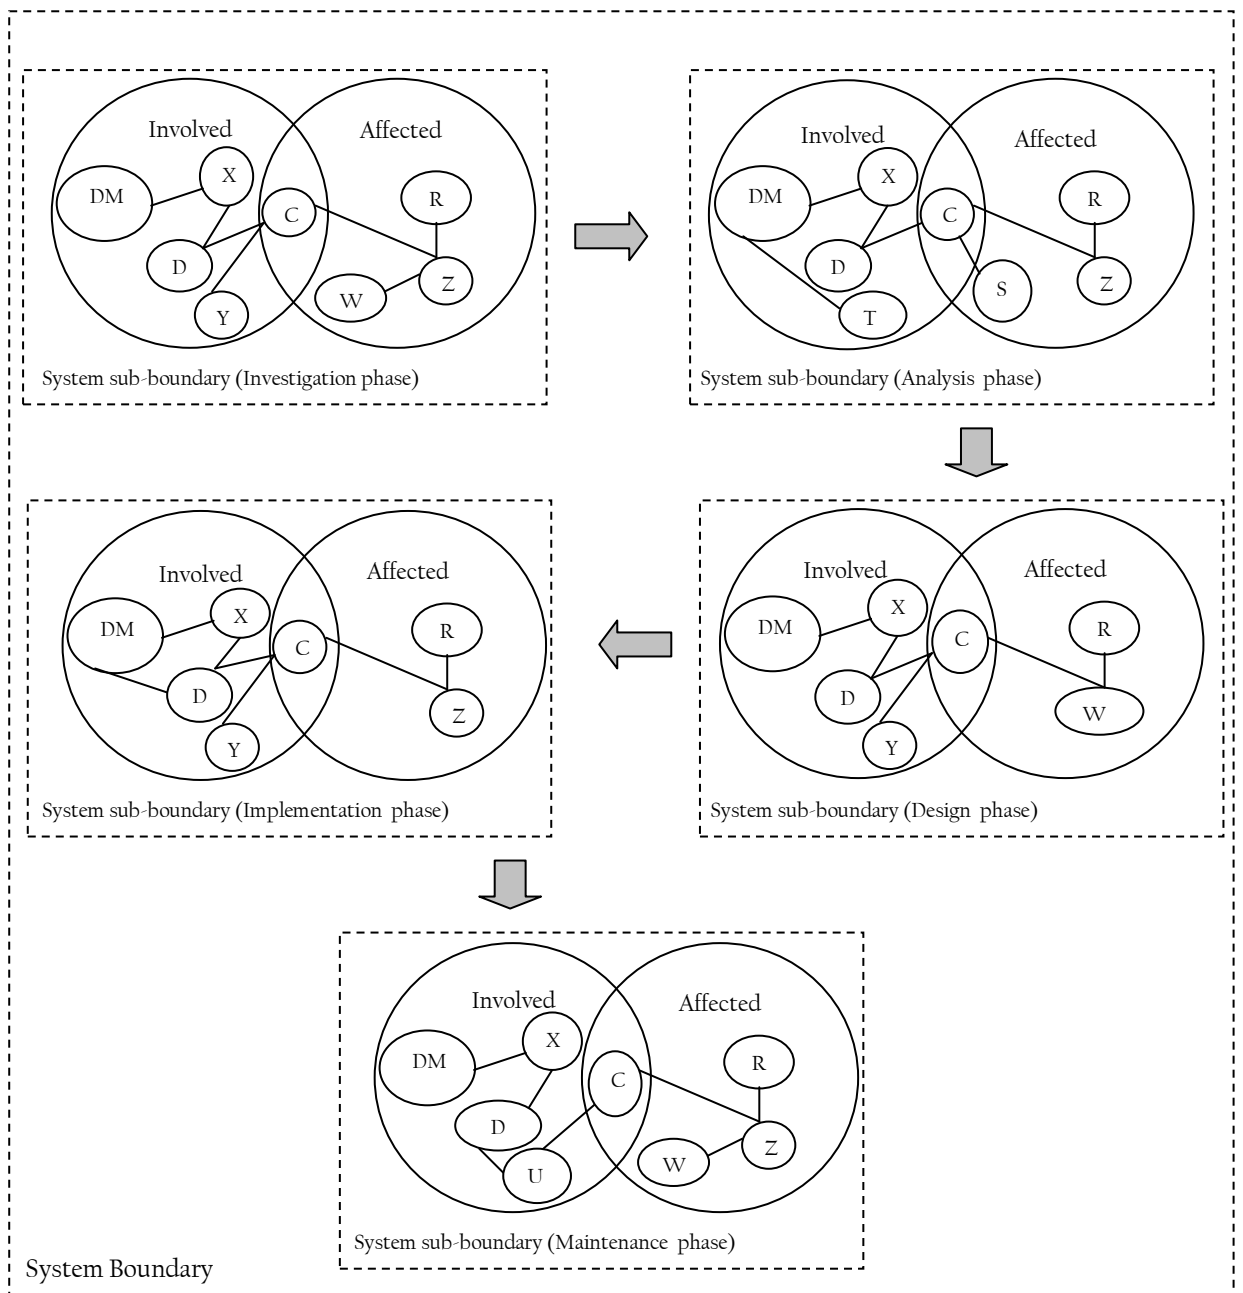 Involved
Affected
DM
X
C
R
D
W
Z
Y
System sub-boundary (Investigation phase)
Involved
Affected
DM
X
C
R
D
S
Z
T
System sub-boundary (Analysis phase)
Involved
Affected
DM
X
C
R
D
Z
Y
System sub-boundary (Implementation phase)
Involved
Affected
DM
X
C
R
D
W
Y
System sub-boundary (Design phase)
Involved
Affected
DM
X
C
R
D
W
Z
U
System sub-boundary (Maintenance phase)
System Boundary